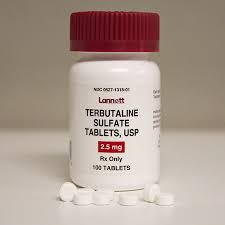 NDC 0527-1318-01
Lannett
TERBUTALINE
SULFATE
TABLETS, USP
2.5 mg
Rx Only
100 TABLETS